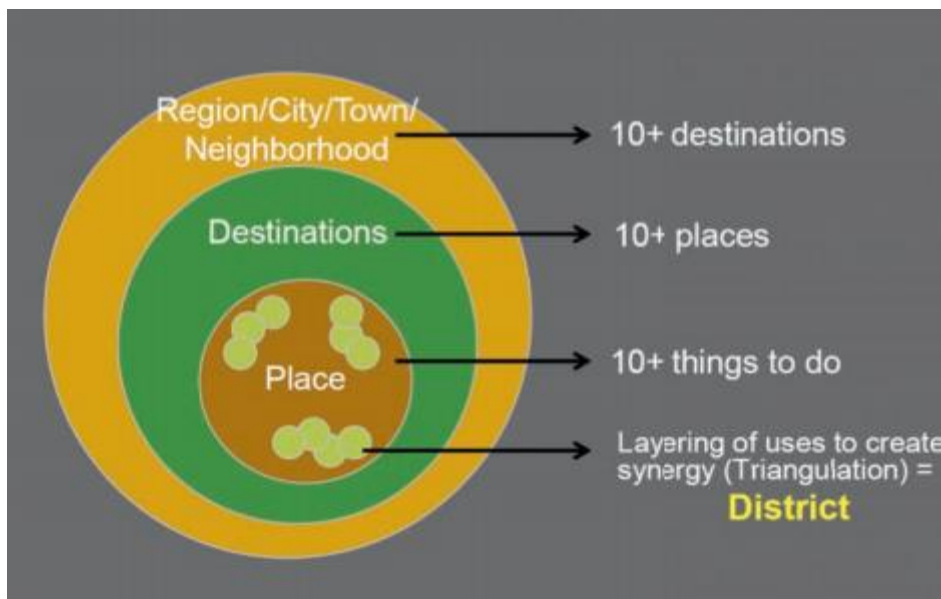 Region/City/Town/
Neighborhood
10+ destinations
Destinations
10+ places
Place
10+ things to do
Layering of uses to create
synergy (Triangulation) =
District